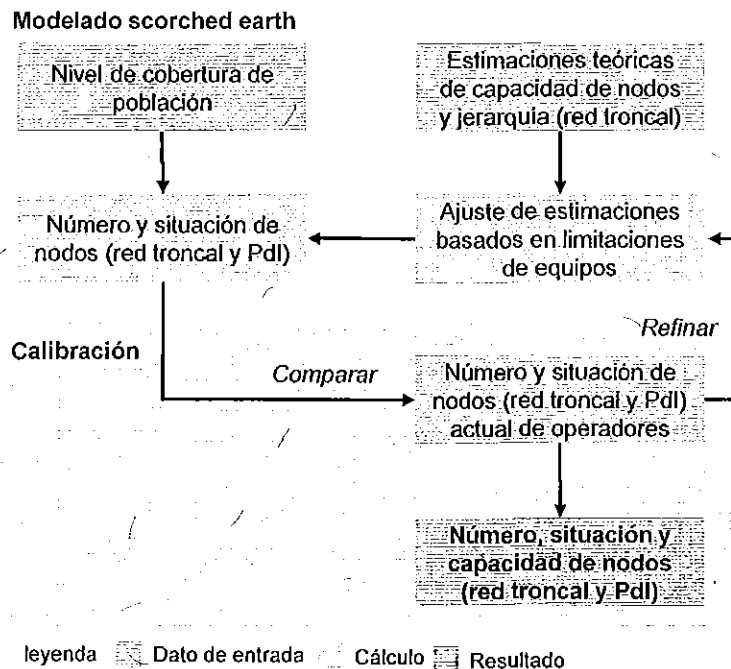 Modelado scorched earth
Nivel de cobertura de
población
Estimaciones teóricas
de capacidad de nodos
y jerarquía (red troncal)
Número y situación de
nodos (red troncal y PdI)
Ajuste de estimaciones
basados en limitaciones
de equipos
Refinar
Calibración
Comparar
Número y situación de
nodos (red troncal y PdI)
actual de operadores
Número, situación y
capacidad de nodos
(red troncal y PdI)
leyenda Dato de entrada Cálculo Resultado